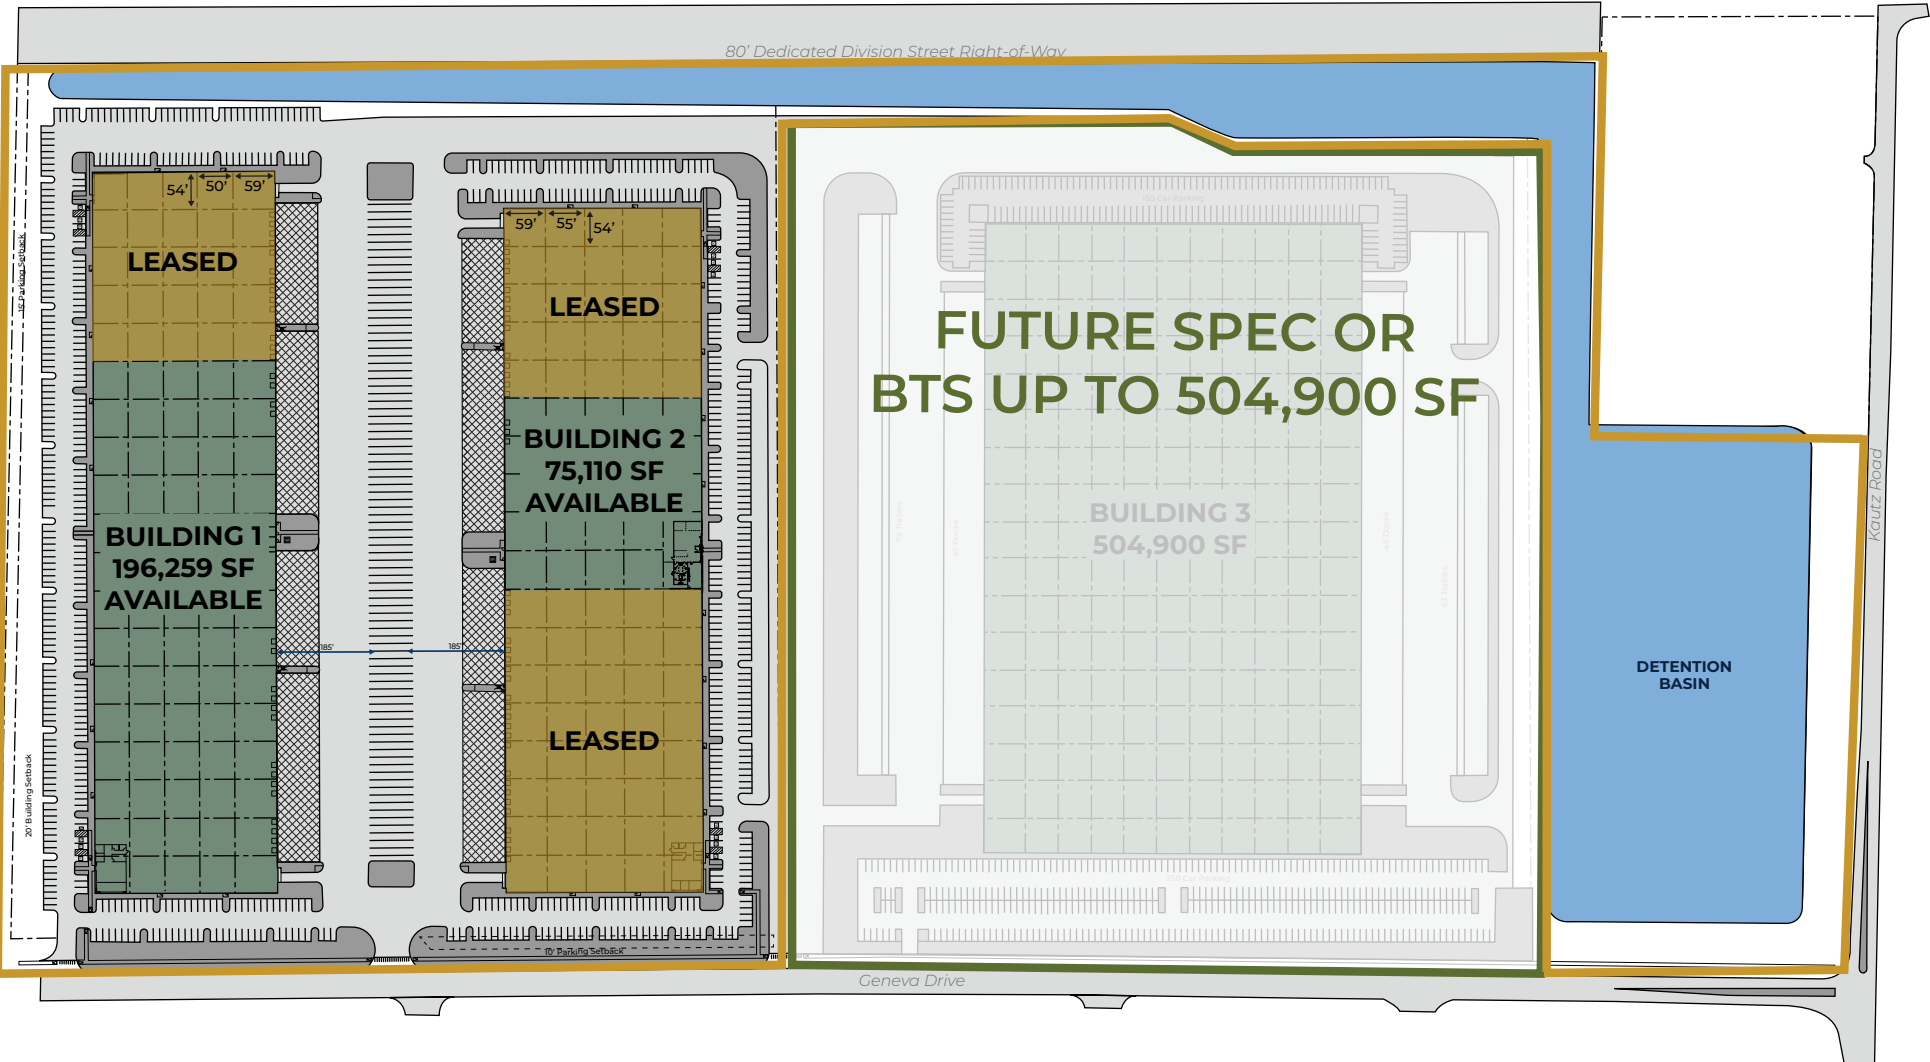 80' Dedicated Division Street Right-of-Way
15' Parking Setback
20' Building Setback
54'
50'
59'
LEASED
BUILDING 1
196,259 SF
AVAILABLE
185'
185'
59'
55'
54'
LEASED
BUILDING 2
75,110 SF
AVAILABLE
LEASED
10' Parking Setback
FUTURE SPEC OR
BTS UP TO 504,900 SF
BUILDING 3
504,900 SF
350 Car Parking
DETENTION
BASIN
Kautz Road
Geneva Drive